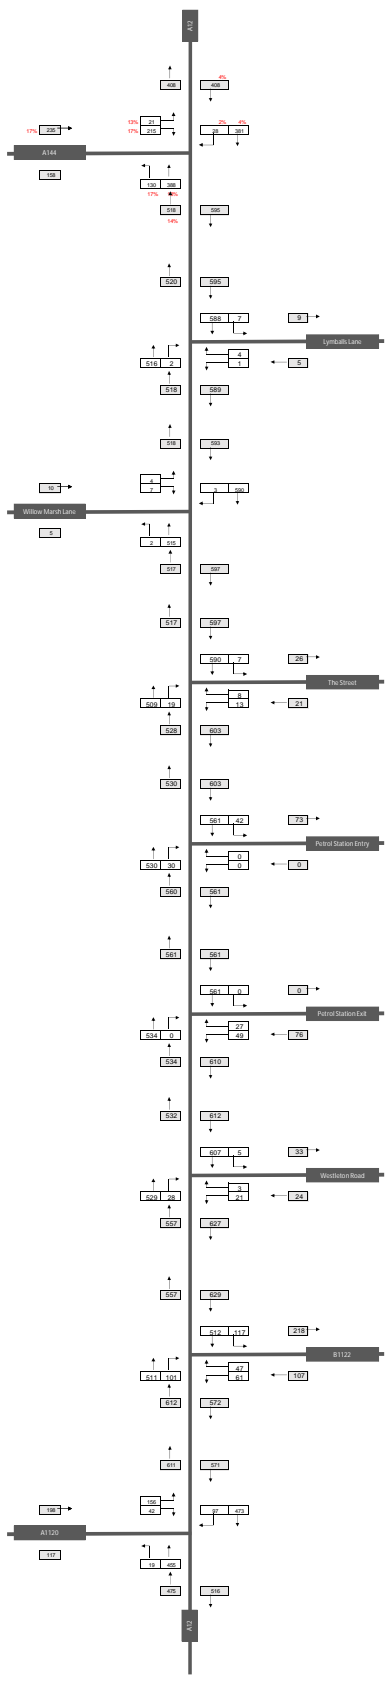 A12
4%
408 408
13% 21 2% 4%
17% 235 17% 215 28 381
A144
158 130 388
17%
518 595
14%
520 595
588 7 9
Lymballs Lane
4
516 2 1 5
518 589
518 593
4
10 7 3 590
Willow Marsh Lane
5 2 515
517 597
517 597
590 7 26
The Street
8
509 19 13 21
528 603
530 603
561 42 73
Petrol Station Entry
0
530 30 0 0
560 561
561 561
561 0 0
Petrol Station Exit
27
534 0 49 76
534 610
532 612
607 5 33
Westleton Road
3
529 28 21 24
557 627
557 629
512 117 218
B1122
47
511 101 61 107
612 572
611 571
156
198 42 97 473
A1120
117 19 455
475 516
A12